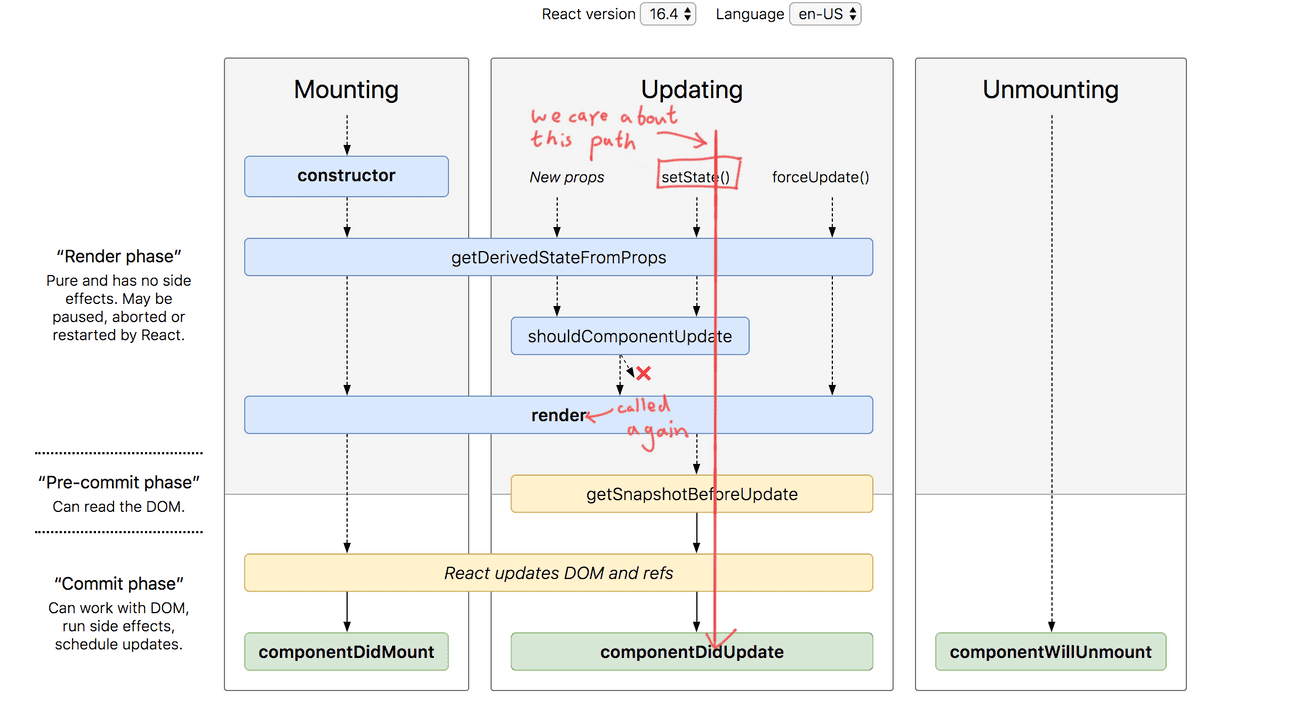 React version 16.4 Language en-US
Mounting
Updating
Unmounting
we care about
this path
constructor
New props
setState()
forceUpdate()
“Render phase”
Pure and has no side
effects. May be
paused, aborted or
restarted by React.
getDerivedStateFromProps
shouldComponentUpdate
render
called
again
“Pre-commit phase”
Can read the DOM.
getSnapshotBeforeUpdate
“Commit phase”
Can work with DOM,
run side effects,
schedule updates.
React updates DOM and refs
componentDidMount
componentDidUpdate
componentWillUnmount